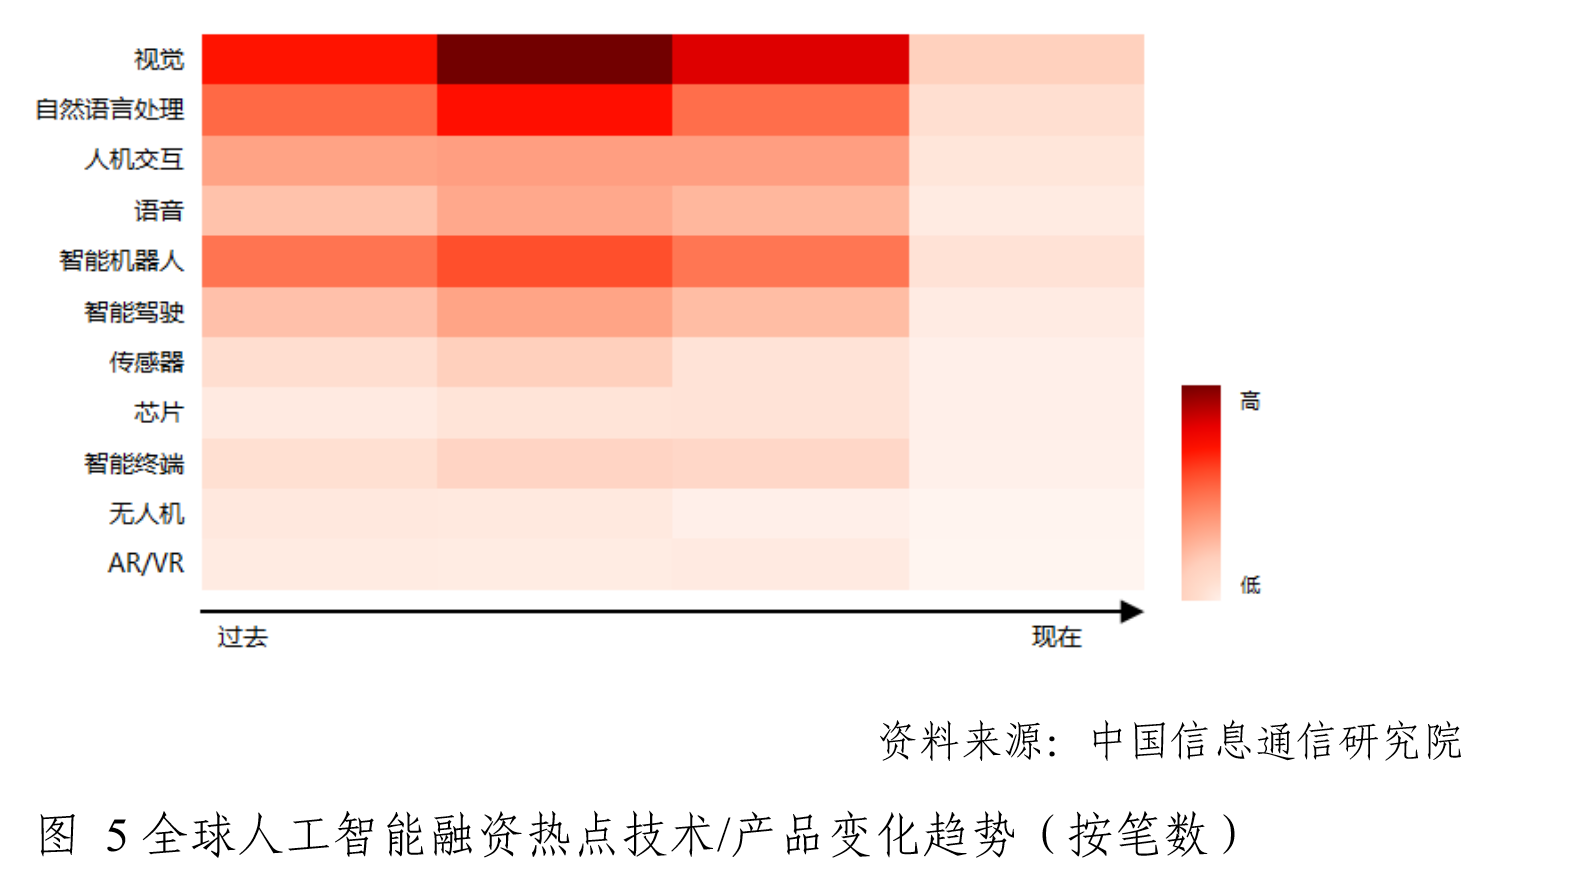 视觉
自然语言处理
人机交互
语音
智能机器人
智能驾驶
传感器
芯片
智能终端
无人机
AR/VR
高
低
过去
现在
资料来源：中国信息通信研究院
图 5 全球人工智能融资热点技术/产品变化趋势（按笔数）